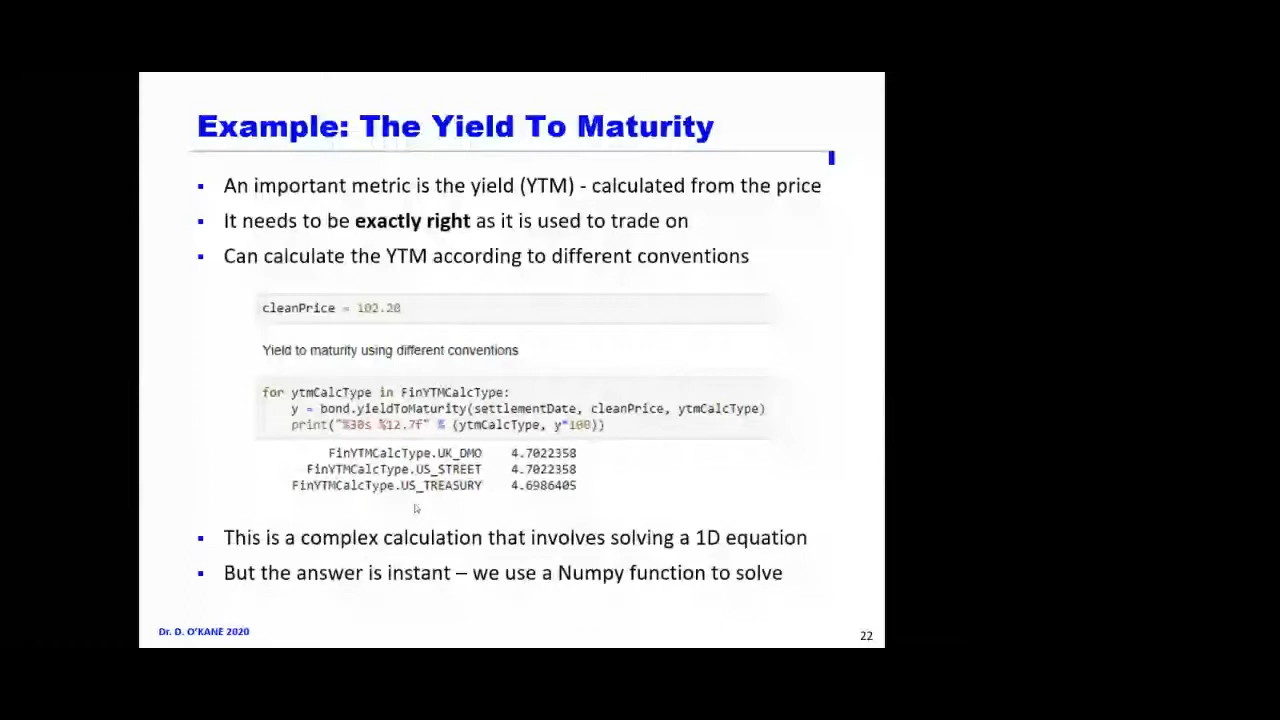 Example: The Yield To Maturity
▪ An important metric is the yield (YTM) - calculated from the price
▪ It needs to be exactly right as it is used to trade on
▪ Can calculate the YTM according to different conventions
cleanPrice = 102.20
Yield to maturity using different conventions
for ytmCalcType in FinYTMCalcType:
    y = bond.yieldToMaturity(settlementDate, cleanPrice, ytmCalcType)
    print("%30s %12.7f" % (ytmCalcType, y*100))
FinYTMCalcType.UK_DMO    4.7022358
FinYTMCalcType.US_STREET    4.7022358
FinYTMCalcType.US_TREASURY    4.6986405
▪ This is a complex calculation that involves solving a 1D equation
▪ But the answer is instant – we use a Numpy function to solve
Dr. D. O'KANE 2020
22